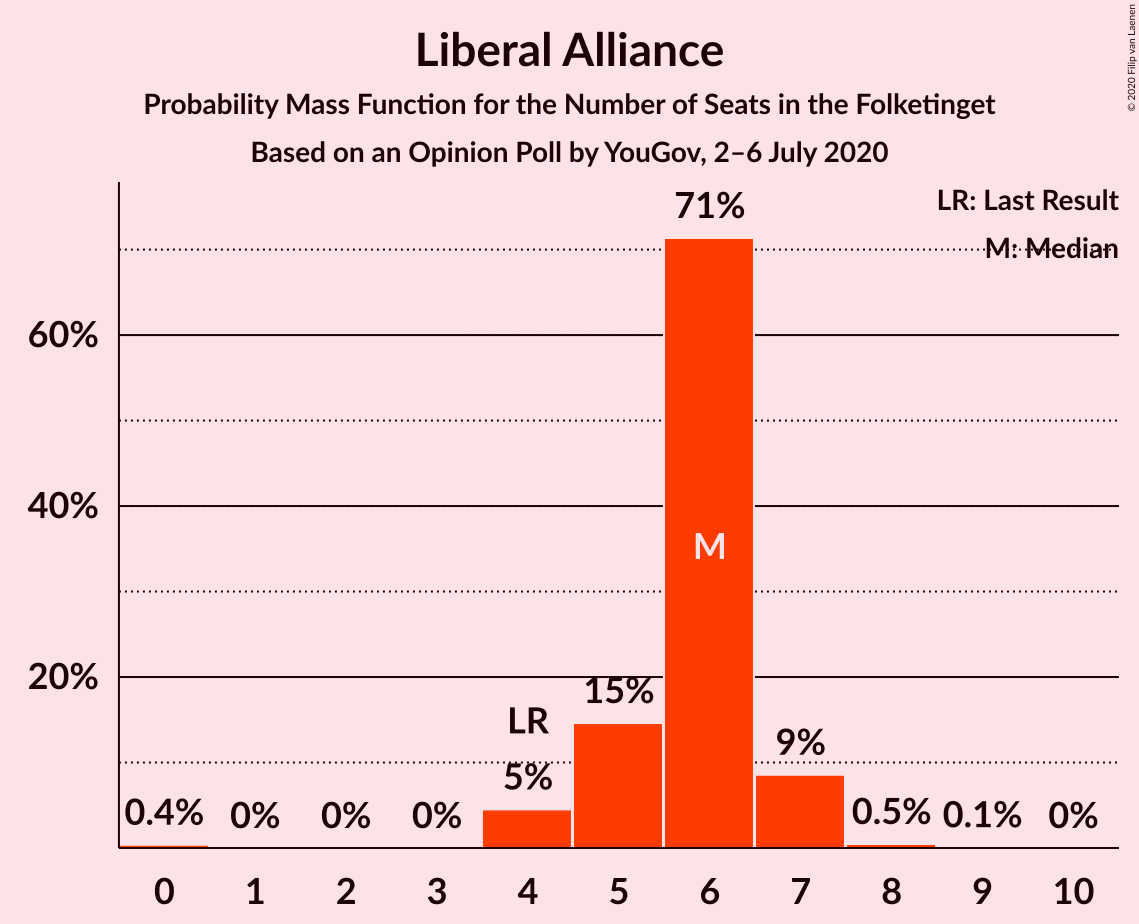 Liberal Alliance
Probability Mass Function for the Number of Seats in the Folketinget
Based on an Opinion Poll by YouGov, 2–6 July 2020
© 2020 Filip van Laenen
LR: Last Result
M: Median
71%
60%
40%
20%
M
15%
LR
5%
9%
0.4%
0%
0%
0%
0.5%
0.1%
0%
0 1 2 3 4 5 6 7 8 9 10